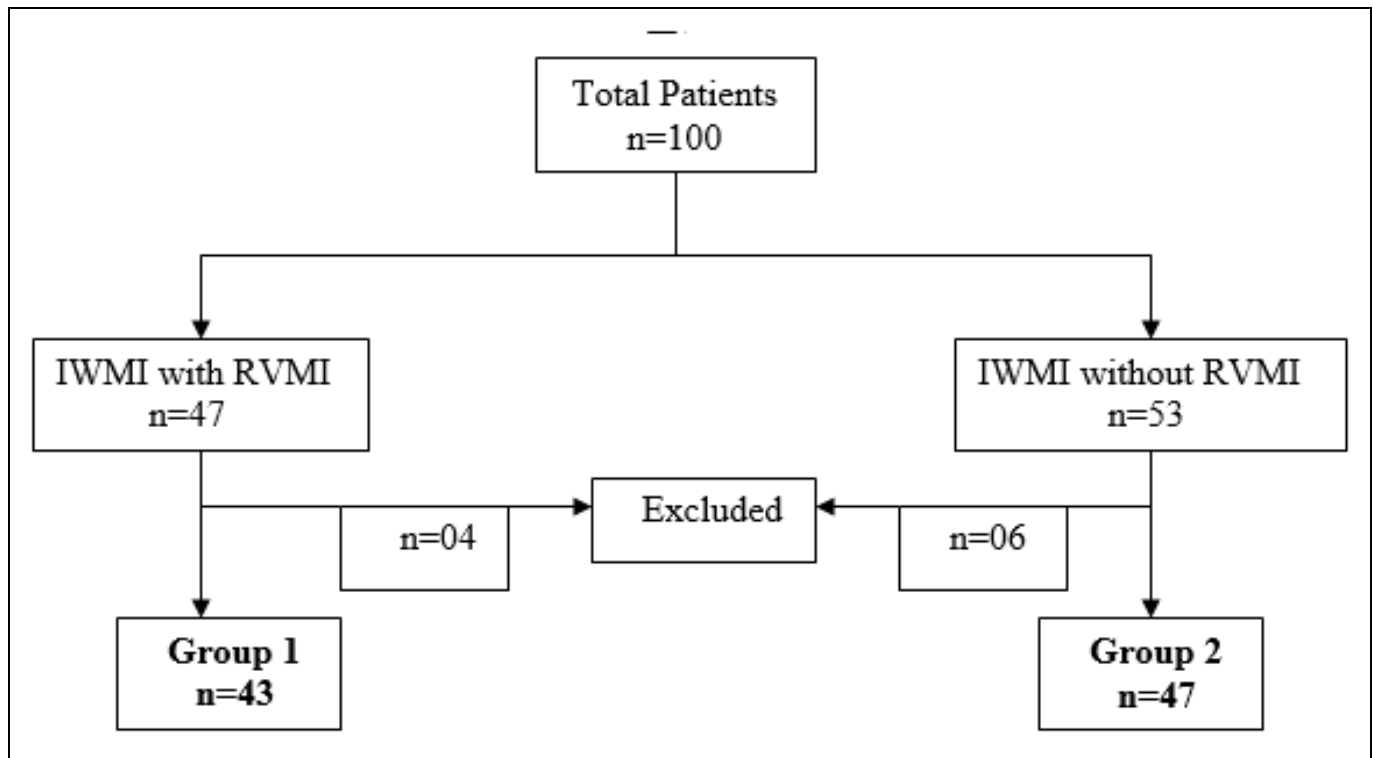 Total Patients
n=100
IWMI with RVMI
n=47
IWMI without RVMI
n=53
Excluded
n=04
n=06
Group 1
n=43
Group 2
n=47